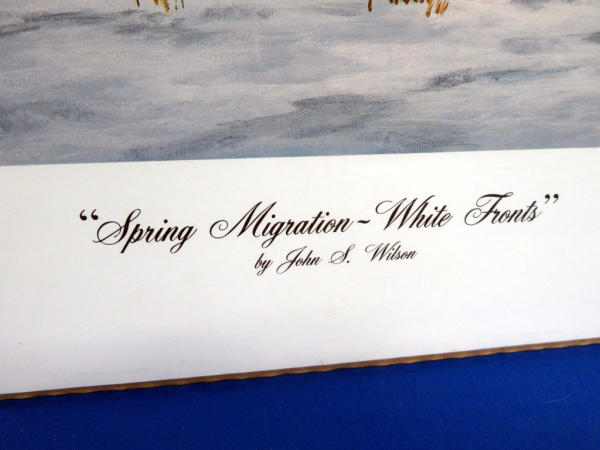 “Spring Migration ~ White Fronts”
by John S. Wilson